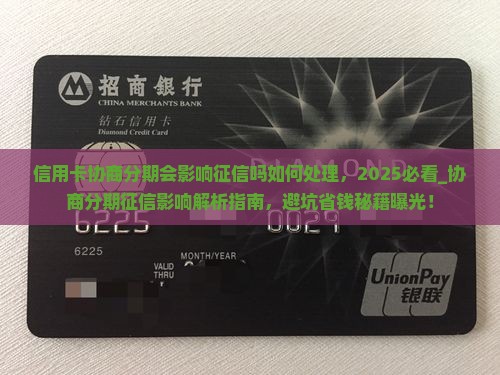 招商銀行
CHINA MERCHANTS BANK
钻石信用卡
Diamond Credit Card
信用卡协商分期会影响征信吗如何处理，2025必看_协
商分期征信影响解析指南，避坑省钱秘籍曝光！
6225 0029
6225
MONTH/YEAR
VALID
THRU
UnionPay
银联